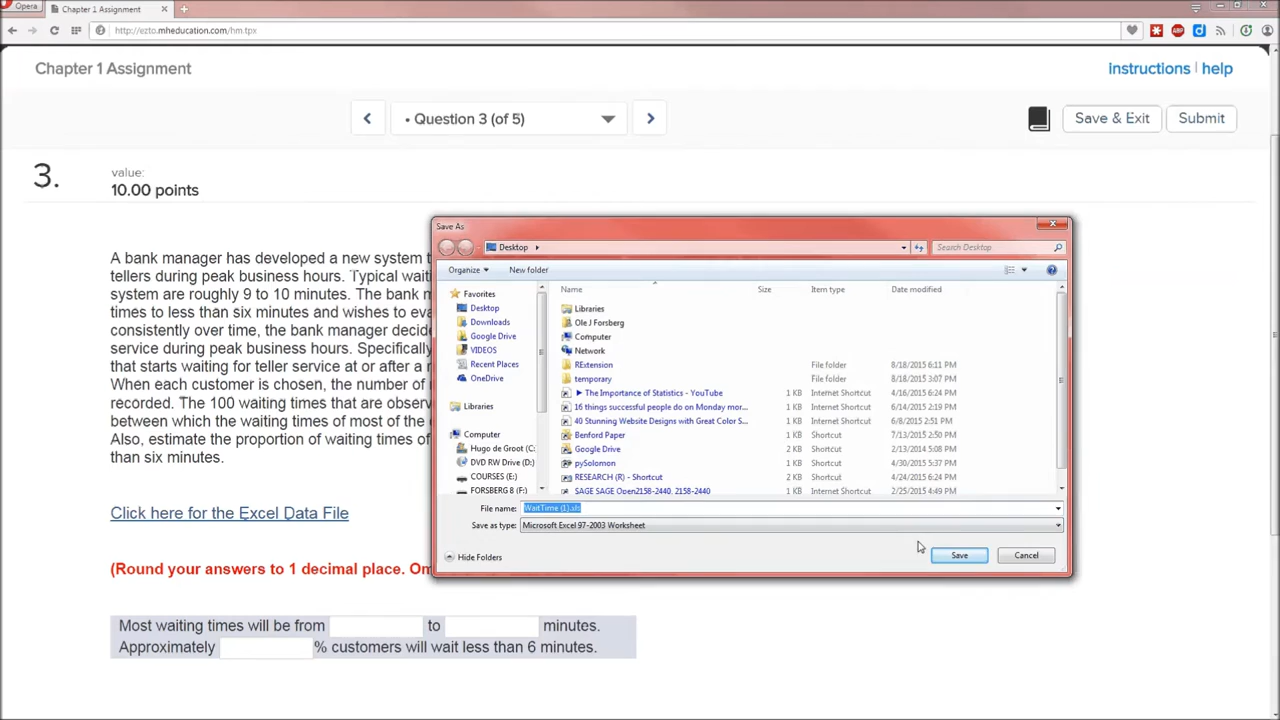 Opera
Chapter 1 Assignment
http://ezto.mheducation.com/hm.tpx
ABP
Chapter 1 Assignment
instructions | help
• Question 3 (of 5)
Save & Exit
Submit
3.
value:
10.00 points
A bank manager has developed a new system t
tellers during peak business hours. Typical waiti
system are roughly 9 to 10 minutes. The bank m
times to less than six minutes and wishes to eva
consistently over time, the bank manager decide
service during peak business hours. Specifically
that starts waiting for teller service at or after a r
When each customer is chosen, the number of
recorded. The 100 waiting times that are observ
between which the waiting times of most of the
Also, estimate the proportion of waiting times of
than six minutes.
Click here for the Excel Data File
(Round your answers to 1 decimal place. Om
Most waiting times will be from to minutes.
Approximately % customers will wait less than 6 minutes.
Save As
Desktop
Search Desktop
Organize
New folder
Favorites
Desktop
Downloads
Google Drive
VIDEOS
Recent Places
OneDrive
Libraries
Computer
Hugo de Groot (C:
DVD RW Drive (D:)
COURSES (E:)
FORSBERG 8 (F:)
Name Size Item type Date modified
Libraries
Ole J Forsberg
Computer
Network
RExtension File folder 8/18/2015 6:11 PM
temporary File folder 8/18/2015 3:07 PM
► The Importance of Statistics - YouTube 1 KB Internet Shortcut 4/16/2015 6:24 PM
16 things successful people do on Monday mor... 1 KB Internet Shortcut 6/14/2015 2:19 PM
40 Stunning Website Designs with Great Color S... 1 KB Internet Shortcut 6/8/2015 2:51 PM
Benford Paper 1 KB Shortcut 7/13/2015 2:50 PM
Google Drive 2 KB Shortcut 2/13/2014 5:08 PM
pySolomon 1 KB Shortcut 4/30/2015 5:37 PM
RESEARCH (R) - Shortcut 1 KB Shortcut 4/24/2015 6:24 PM
SAGE SAGE Open2158-2440, 2158-2440 1 KB Internet Shortcut 2/25/2015 4:49 PM
File name: WaitTime (1).xls
Save as type: Microsoft Excel 97-2003 Worksheet
Hide Folders
Save
Cancel